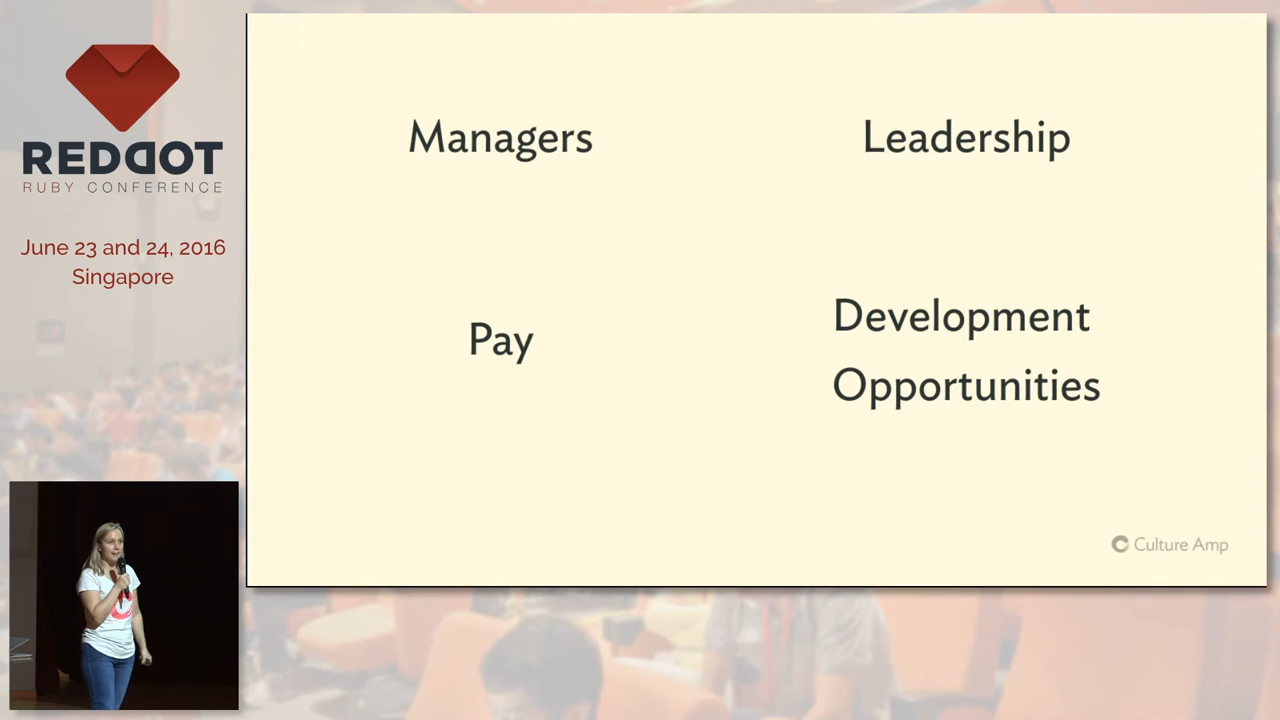 REDDOT
RUBY CONFERENCE
June 23 and 24, 2016
Singapore
Managers
Leadership
Pay
Development
Opportunities
Culture Amp